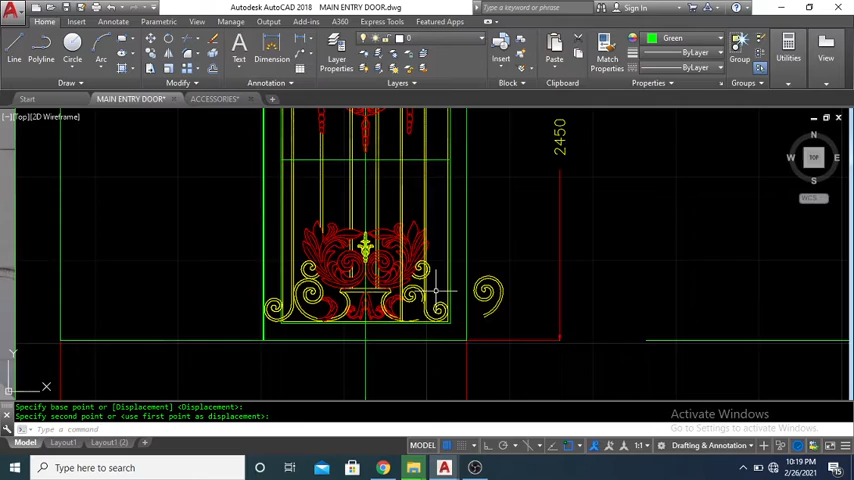 Autodesk AutoCAD 2018 MAIN ENTRY DOOR.dwg
Type a keyword or phrase
Sign In
Home Insert Annotate Parametric View Manage Output Add-ins A360 Express Tools Featured Apps
0
Green
ByLayer
ByLayer
Line Polyline Circle Arc Text Dimension Layer Properties Insert Paste Match Properties Group Utilities View
Draw Modify Annotation Layers Block Clipboard Properties Groups
Start MAIN ENTRY DOOR* ACCESSORIES*
[−][Top][2D Wireframe]
2450
N
W TOP E
S
WCS
Y
X
Specify base point or [Displacement] <Displacement>:
Specify second point or <use first point as displacement>:
Type a command
Activate Windows
Go to Settings to activate Windows.
Model Layout1 Layout1 (2)
MODEL 1:1 Drafting & Annotation
Type here to search
10:19 PM
2/26/2021